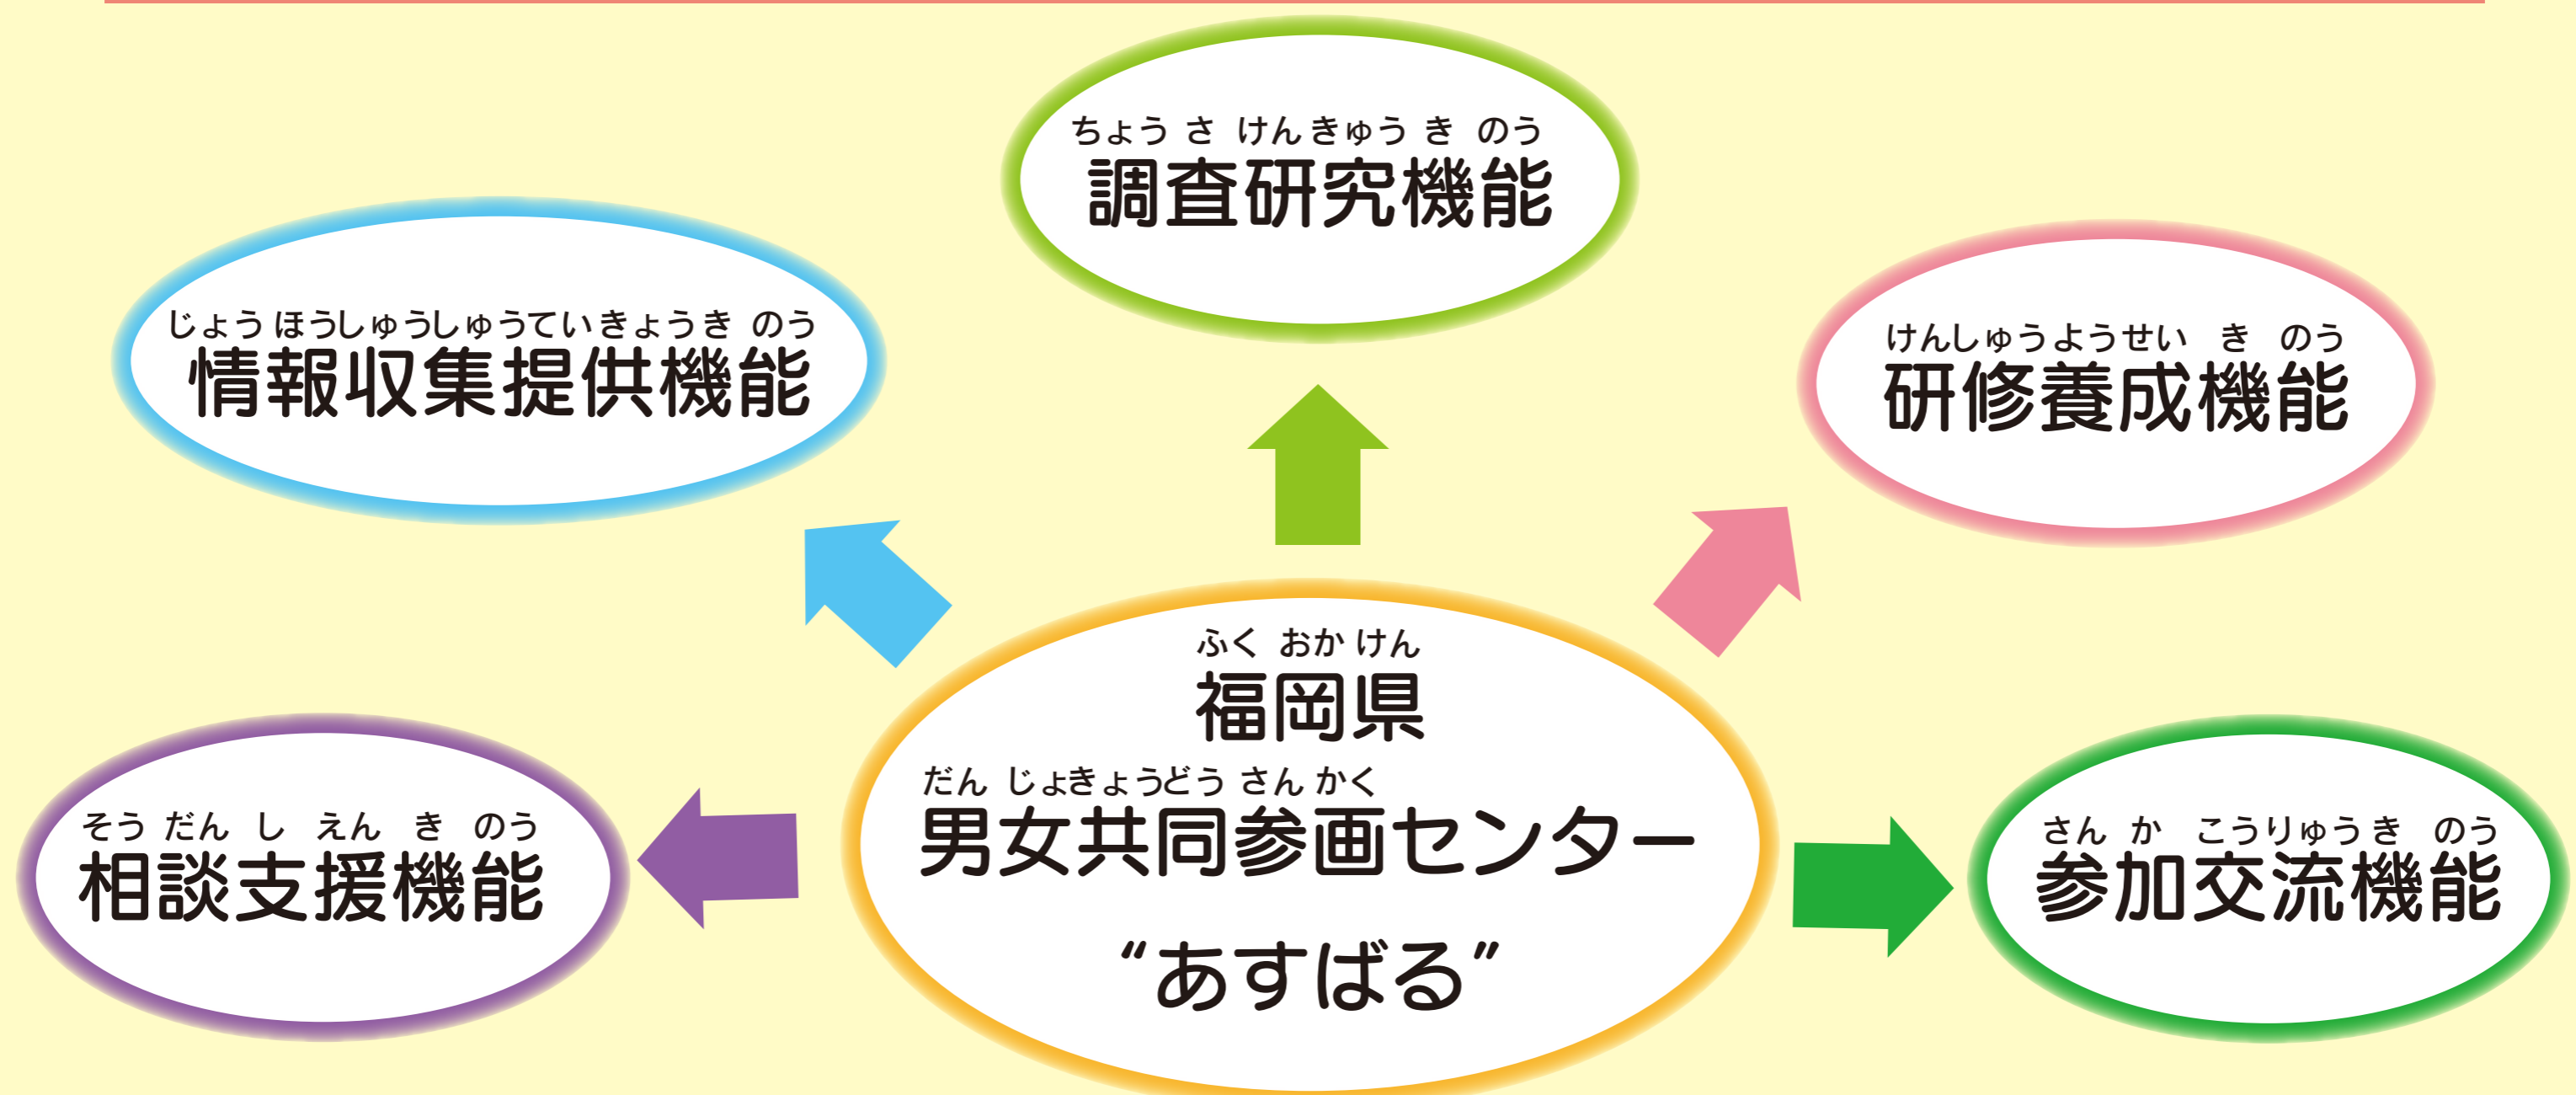 ちょうさけんきゅうきのう
調査研究機能
じょうほうしゅうしゅうていきょうきのう
情報収集提供機能
けんしゅうようせいきのう
研修養成機能
ふくおかけん
福岡県
だんじょきょうどうさんかく
男女共同参画センター
“あすばる”
そうだんしえんきのう
相談支援機能
さんかこうりゅうきのう
参加交流機能